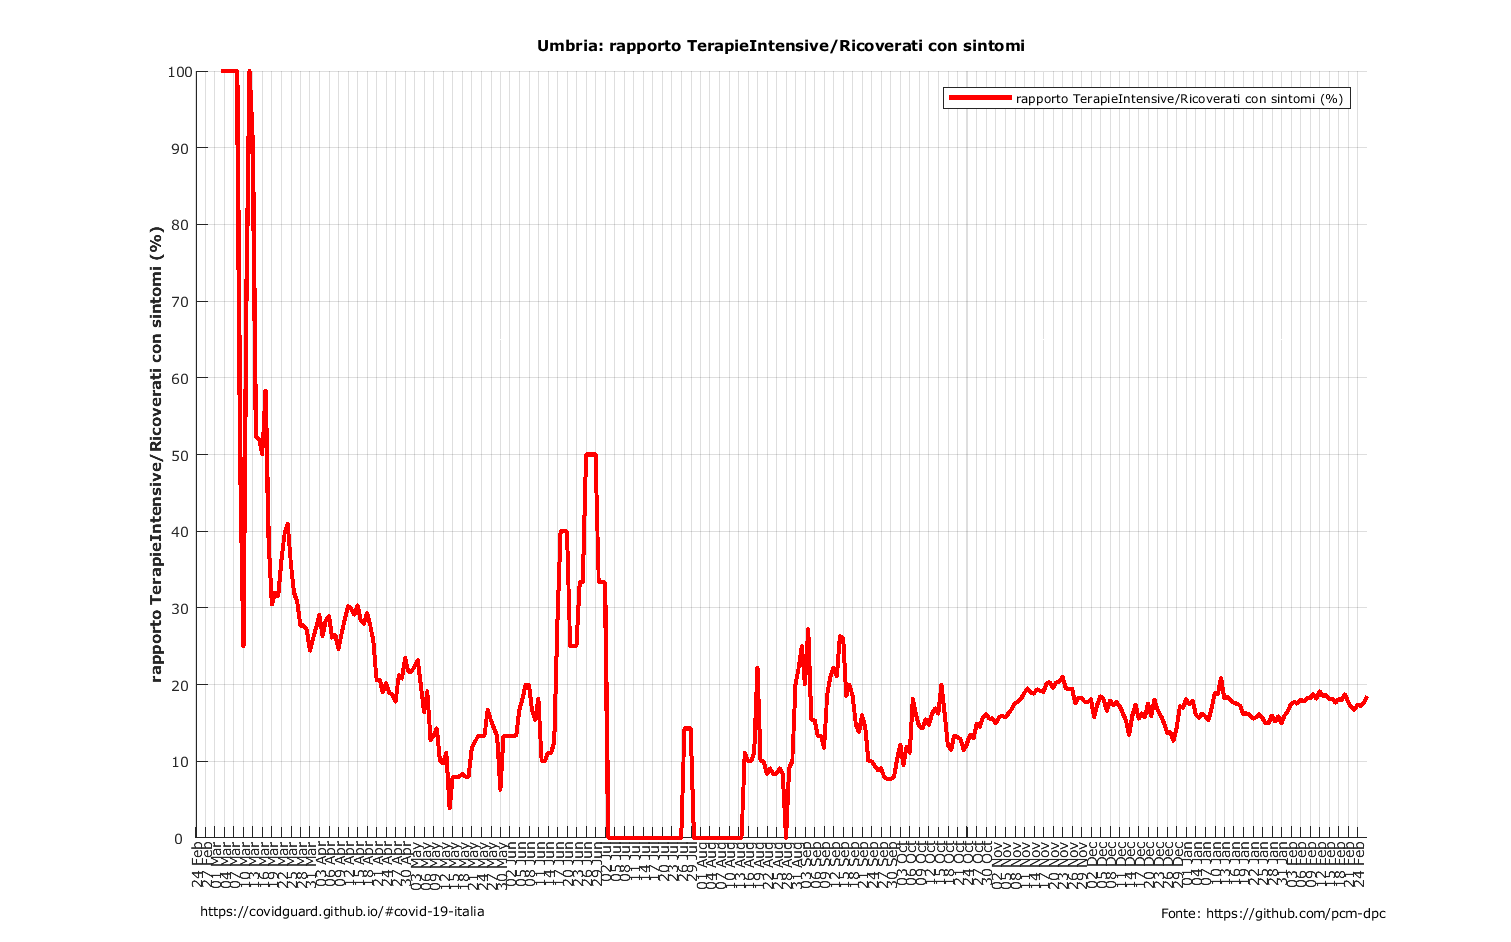 Umbria: rapporto TerapieIntensive/Ricoverati con sintomi
rapporto TerapieIntensive/Ricoverati con sintomi (%)
rapporto TerapieIntensive/Ricoverati con sintomi (%)
100
90
80
70
60
50
40
30
20
10
0
24 Feb
27 Feb
01 Mar
04 Mar
07 Mar
10 Mar
13 Mar
16 Mar
19 Mar
22 Mar
25 Mar
28 Mar
31 Mar
03 Apr
06 Apr
09 Apr
12 Apr
15 Apr
18 Apr
21 Apr
24 Apr
27 Apr
30 Apr
03 May
06 May
09 May
12 May
15 May
18 May
21 May
24 May
27 May
30 May
02 Jun
05 Jun
08 Jun
11 Jun
14 Jun
17 Jun
20 Jun
23 Jun
26 Jun
29 Jun
02 Jul
05 Jul
08 Jul
11 Jul
14 Jul
17 Jul
20 Jul
23 Jul
26 Jul
29 Jul
01 Aug
04 Aug
07 Aug
10 Aug
13 Aug
16 Aug
19 Aug
22 Aug
25 Aug
28 Aug
31 Aug
03 Sep
06 Sep
09 Sep
12 Sep
15 Sep
18 Sep
21 Sep
24 Sep
27 Sep
30 Sep
03 Oct
06 Oct
09 Oct
12 Oct
15 Oct
18 Oct
21 Oct
24 Oct
27 Oct
30 Oct
02 Nov
05 Nov
08 Nov
11 Nov
14 Nov
17 Nov
20 Nov
23 Nov
26 Nov
29 Nov
02 Dec
05 Dec
08 Dec
11 Dec
14 Dec
17 Dec
20 Dec
23 Dec
26 Dec
29 Dec
01 Jan
04 Jan
07 Jan
10 Jan
13 Jan
16 Jan
19 Jan
22 Jan
25 Jan
28 Jan
31 Jan
03 Feb
06 Feb
09 Feb
12 Feb
15 Feb
18 Feb
21 Feb
24 Feb
https://covidguard.github.io/#covid-19-italia
Fonte: https://github.com/pcm-dpc